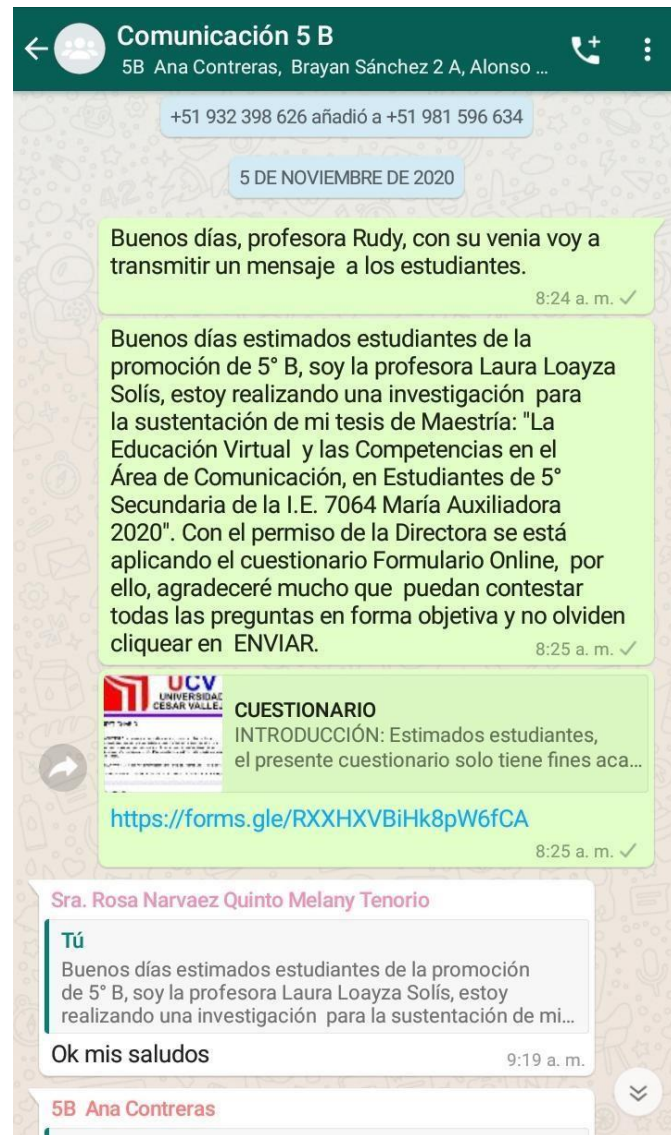 Comunicación 5 B
5B Ana Contreras, Brayan Sánchez 2 A, Alonso ...
+51 932 398 626 añadió a +51 981 596 634
5 DE NOVIEMBRE DE 2020
Buenos días, profesora Rudy, con su venia voy a
transmitir un mensaje a los estudiantes.
8:24 a. m.
Buenos días estimados estudiantes de la
promoción de 5° B, soy la profesora Laura Loayza
Solís, estoy realizando una investigación para
la sustentación de mi tesis de Maestría: "La
Educación Virtual y las Competencias en el
Área de Comunicación, en Estudiantes de 5°
Secundaria de la I.E. 7064 María Auxiliadora
2020". Con el permiso de la Directora se está
aplicando el cuestionario Formulario Online, por
ello, agradeceré mucho que puedan contestar
todas las preguntas en forma objetiva y no olviden
cliquear en ENVIAR.
8:25 a. m.
UCV
UNIVERSIDAD
CÉSAR VALLEJ
CUESTIONARIO
INTRODUCCIÓN: Estimados estudiantes,
el presente cuestionario solo tiene fines aca...
https://forms.gle/RXXHXVBiHk8pW6fCA
8:25 a. m.
Sra. Rosa Narvaez Quinto Melany Tenorio
Tú
Buenos días estimados estudiantes de la promoción
de 5° B, soy la profesora Laura Loayza Solís, estoy
realizando una investigación para la sustentación de mi...
Ok mis saludos
9:19 a. m.
5B Ana Contreras